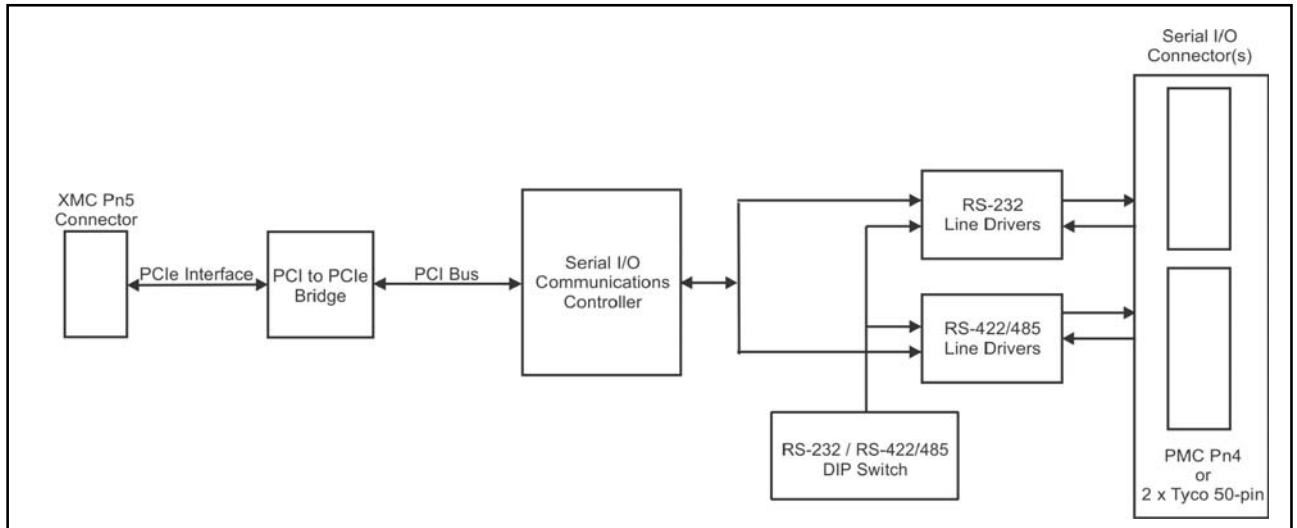 Serial I/O
Connector(s)
XMC Pn5
Connector
PCIe Interface
PCI to PCIe
Bridge
PCI Bus
Serial I/O
Communications
Controller
RS-232
Line Drivers
RS-422/485
Line Drivers
RS-232 / RS-422/485
DIP Switch
PMC Pn4
or
2 x Tyco 50-pin